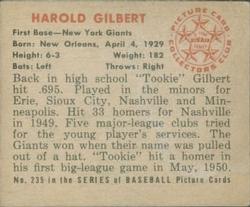 HAROLD GILBERT
First Base—New York Giants
Born: New Orleans, April 4, 1929
Height: 6-3 Weight: 182
Bats: Left Throws: Right
PICTURE CARD
COLLECTORS CLUB
Back in high school "Tookie" Gilbert
hit .695. Played in the minors for
Erie, Sioux City, Nashville and Min-
neapolis. Hit 33 homers for Nashville
in 1949. Five major-league clubs tried
for the young player's services. The
Giants won when their name was pulled
out of a hat. "Tookie" hit a homer in
his first big-league game in May, 1950.
No. 235 in the SERIES OF BASEBALL Picture Cards